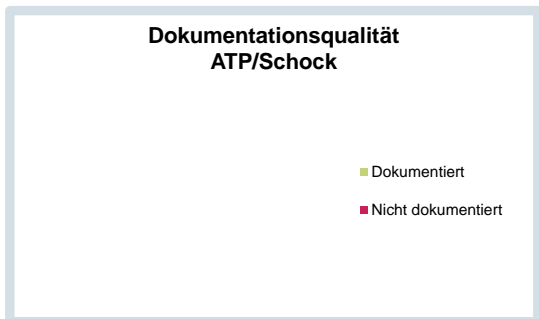 Dokumentationsqualität
ATP/Schock
Dokumentiert
Nicht dokumentiert